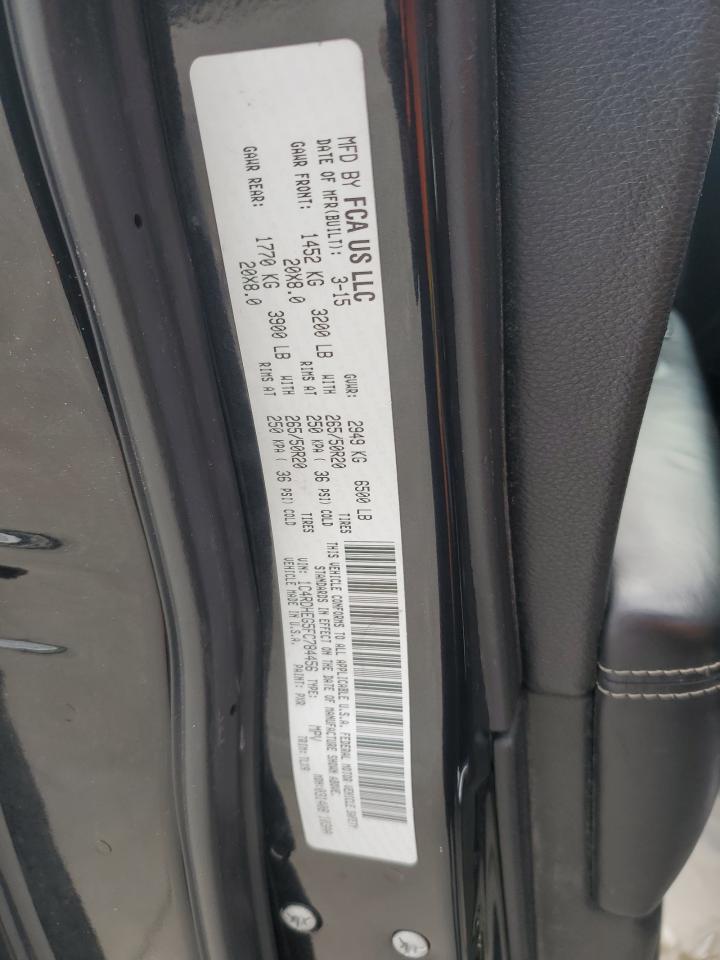 MFD BY FCA US LLC
DATE OF MFR(BUILT): 3-15
GVWR: 2949 KG 6500 LB
GAWR FRONT: 1452 KG 3200 LB WITH 265/50R20 TIRES
20X8.0 RIMS AT 250 KPA ( 36 PSI) COLD
GAWR REAR: 1770 KG 3900 LB WITH 265/50R20 TIRES
20X8.0 RIMS AT 250 KPA ( 36 PSI) COLD
THIS VEHICLE CONFORMS TO ALL APPLICABLE U.S.A. FEDERAL MOTOR VEHICLE SAFETY
STANDARDS IN EFFECT ON THE DATE OF MANUFACTURE SHOWN ABOVE.
VIN: 1C4RDHEG5FC784456 TYPE: MPV
VEHICLE MADE IN U.S.A. PAINT: PXR TRIM: